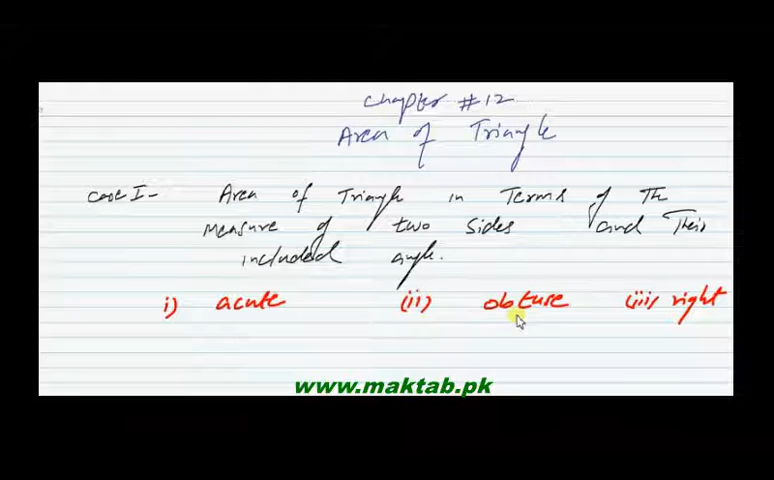 Chapter #12
Area of Triangle
Case I- Area of Triangle in Terms of The
Measure of two sides and Their
included angle.
i) acute (ii) obture (iii) right
www.maktab.pk